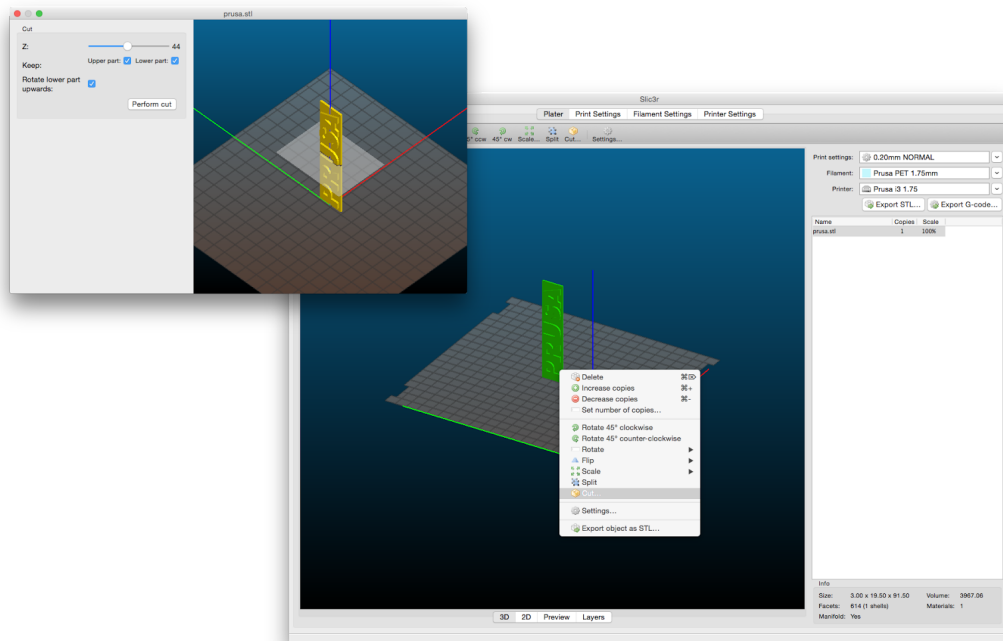 prusa.stl
Cut
Z: 44
Keep: Upper part: Lower part:
Rotate lower part
upwards:
Perform cut
PRUSA
Slic3r
Plater Print Settings Filament Settings Printer Settings
5° ccw 45° cw Scale... Split Cut... Settings...
Print settings: 0.20mm NORMAL
Filament: Prusa PET 1.75mm
Printer: Prusa i3 1.75
Export STL... Export G-code...
Name Copies Scale
prusa.stl 1 100%
PRUSA
Delete ⌘⌦
Increase copies ⌘+
Decrease copies ⌘-
Set number of copies...
Rotate 45° clockwise
Rotate 45° counter-clockwise
Rotate
Flip
Scale
Split
Cut...
Settings...
Export object as STL...
3D 2D Preview Layers
Info
Size: 3.00 x 19.50 x 91.50 Volume: 3967.06
Facets: 614 (1 shells) Materials: 1
Manifold: Yes